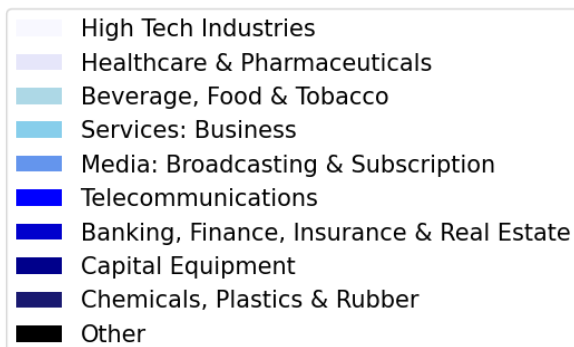 High Tech Industries
Healthcare & Pharmaceuticals
Beverage, Food & Tobacco
Services: Business
Media: Broadcasting & Subscription
Telecommunications
Banking, Finance, Insurance & Real Estate
Capital Equipment
Chemicals, Plastics & Rubber
Other